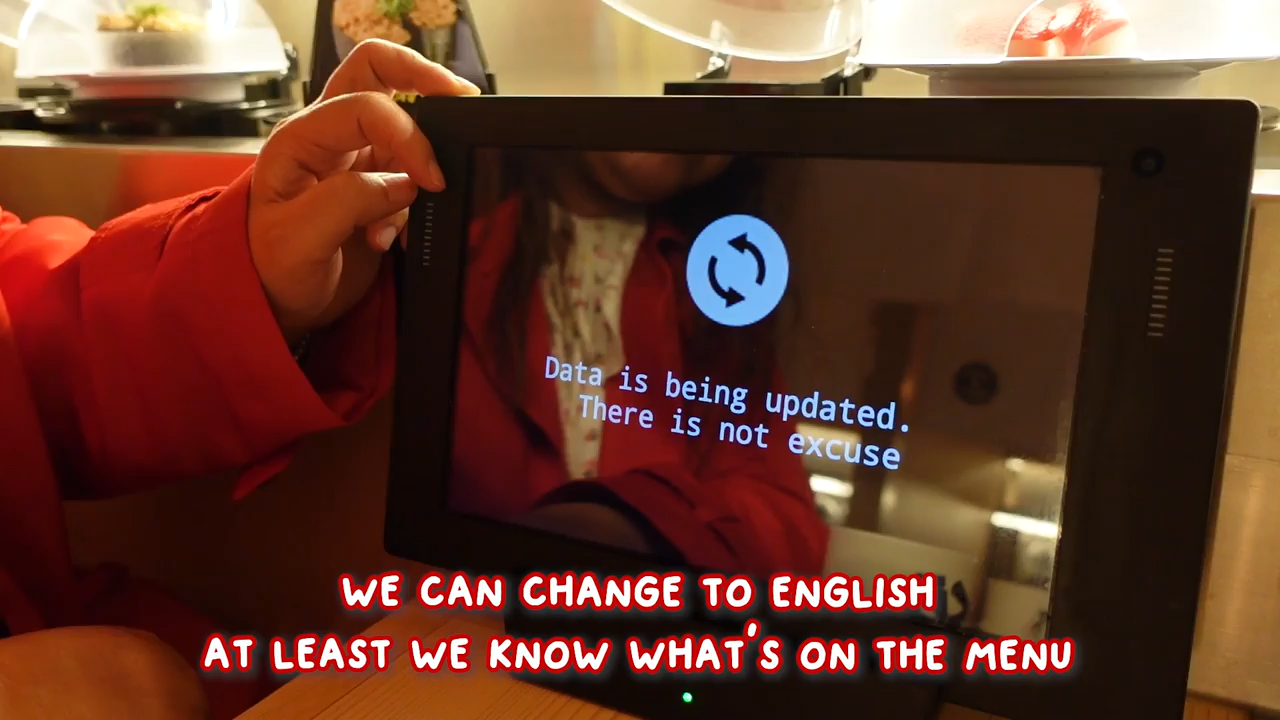 Data is being updated.
There is not excuse
WE CAN CHANGE TO ENGLISH
AT LEAST WE KNOW WHAT'S ON THE MENU